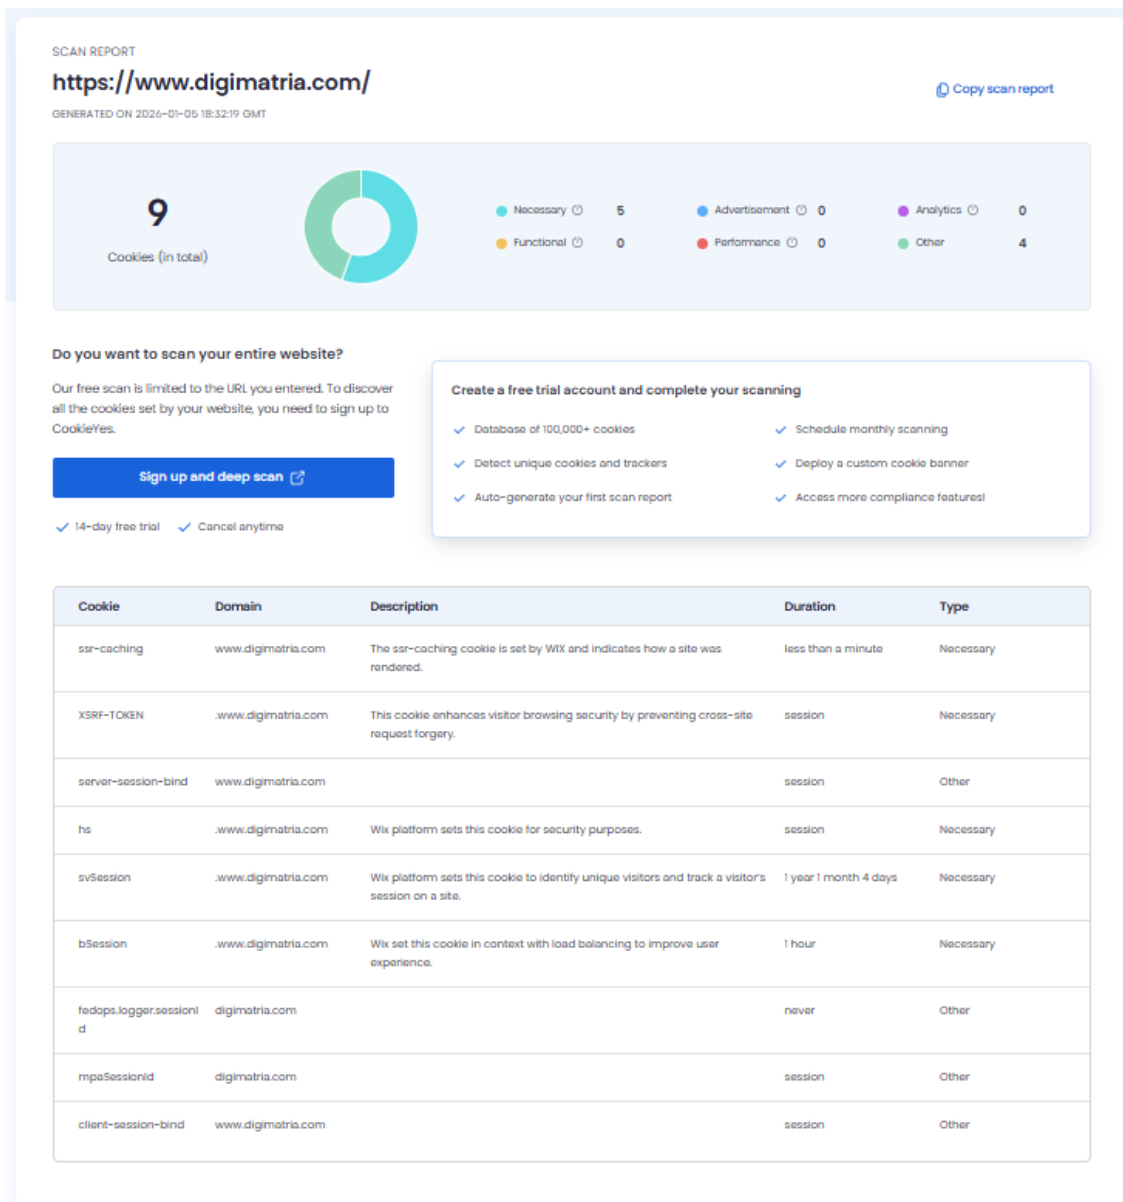 SCAN REPORT
https://www.digimatria.com/
Copy scan report
GENERATED ON 2026-01-05 18:32:19 GMT
9
Cookies (in total)
Necessary 5
Advertisement 0
Analytics 0
Functional 0
Performance 0
Other 4
Do you want to scan your entire website?
Our free scan is limited to the URL you entered. To discover
all the cookies set by your website, you need to sign up to
CookieYes.
Sign up and deep scan
14-day free trial Cancel anytime
Create a free trial account and complete your scanning
Database of 100,000+ cookies
Schedule monthly scanning
Detect unique cookies and trackers
Deploy a custom cookie banner
Auto-generate your first scan report
Access more compliance features!
Cookie Domain Description Duration Type
ssr-caching www.digimatria.com The ssr-caching cookie is set by WIX and indicates how a site was less than a minute Necessary
rendered.
XSRF-TOKEN .www.digimatria.com This cookie enhances visitor browsing security by preventing cross-site session Necessary
request forgery.
server-session-bind www.digimatria.com session Other
hs .www.digimatria.com Wix platform sets this cookie for security purposes. session Necessary
svSession .www.digimatria.com Wix platform sets this cookie to identify unique visitors and track a visitor's 1 year 1 month 4 days Necessary
session on a site.
bSession .www.digimatria.com Wix set this cookie in context with load balancing to improve user 1 hour Necessary
experience.
fedops.logger.sessionI digimatria.com never Other
d
mpaSessionId digimatria.com session Other
client-session-bind www.digimatria.com session Other